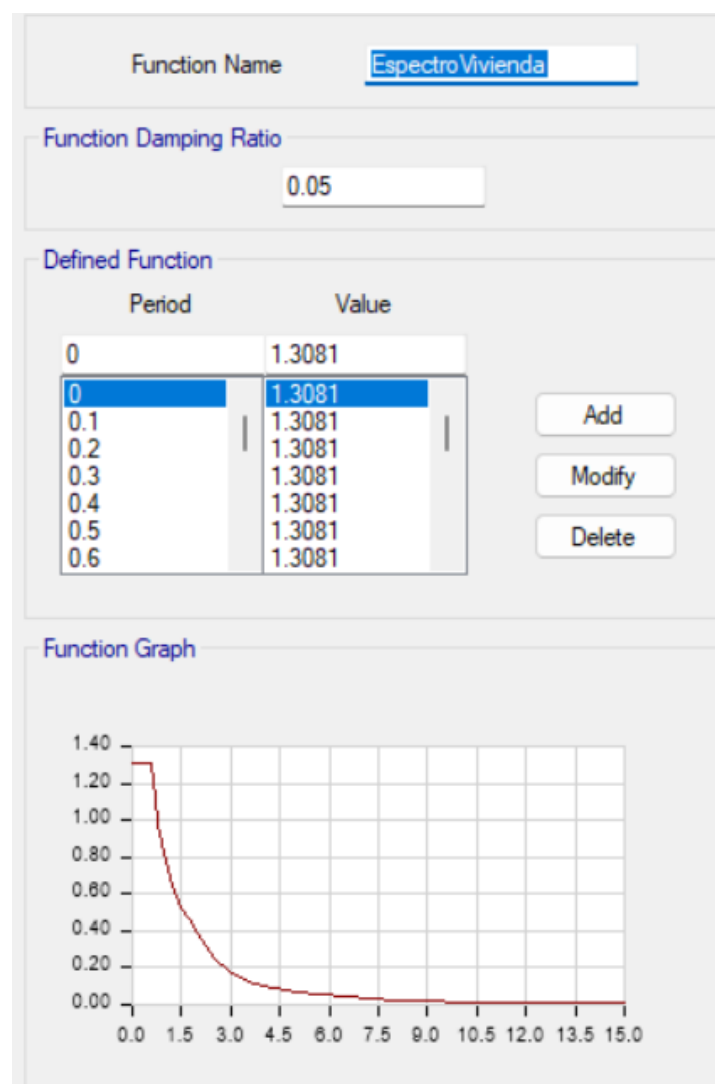 Function Name EspectroVivienda
Function Damping Ratio
0.05
Defined Function
Period Value
0 1.3081
0 1.3081
0.1 1.3081
0.2 1.3081
0.3 1.3081
0.4 1.3081
0.5 1.3081
0.6 1.3081
Add
Modify
Delete
Function Graph
1.40
1.20
1.00
0.80
0.60
0.40
0.20
0.00
0.0 1.5 3.0 4.5 6.0 7.5 9.0 10.5 12.0 13.5 15.0